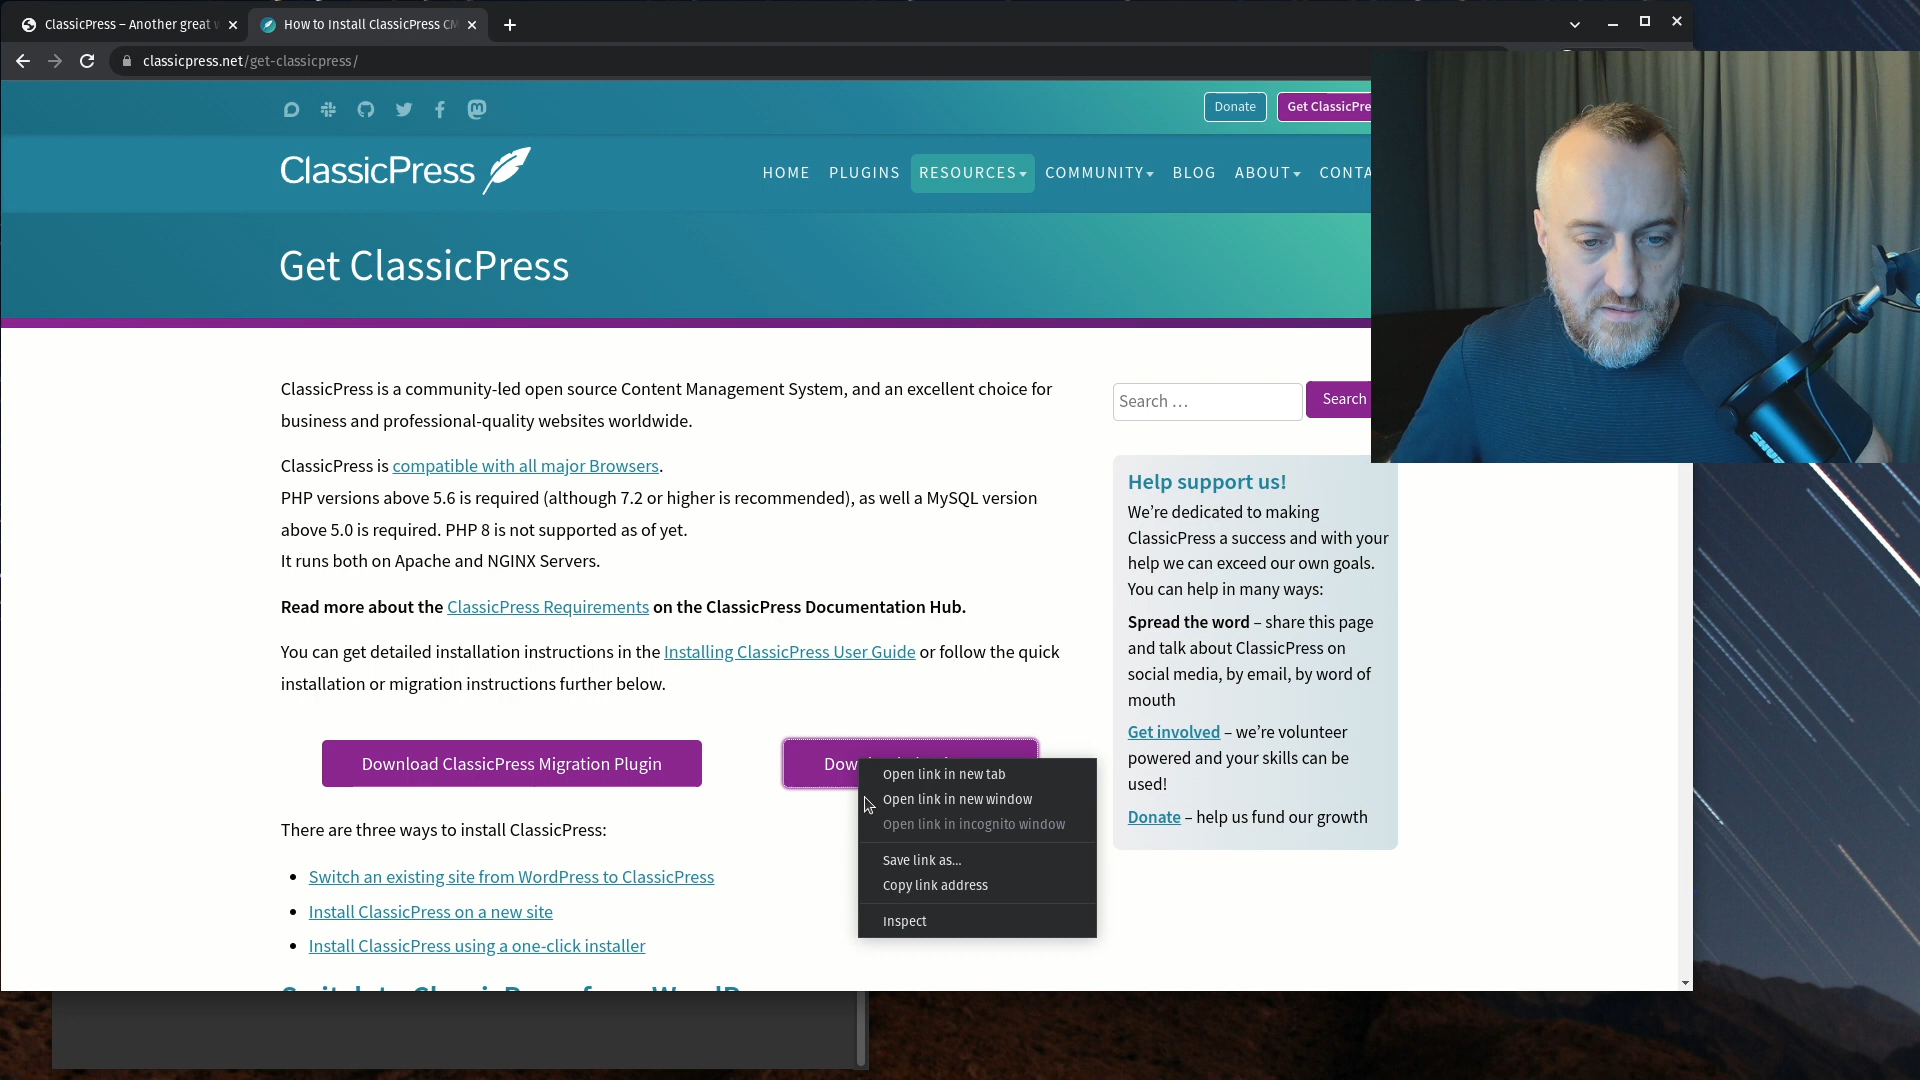 ClassicPress – Another great
How to Install ClassicPress CM
classicpress.net/get-classicpress/
Donate
Get ClassicPre
ClassicPress
HOME
PLUGINS
RESOURCES
COMMUNITY
BLOG
ABOUT
CONTA
Get ClassicPress
ClassicPress is a community-led open source Content Management System, and an excellent choice for
business and professional-quality websites worldwide.
ClassicPress is compatible with all major Browsers.
PHP versions above 5.6 is required (although 7.2 or higher is recommended), as well a MySQL version
above 5.0 is required. PHP 8 is not supported as of yet.
It runs both on Apache and NGINX Servers.
Read more about the ClassicPress Requirements on the ClassicPress Documentation Hub.
You can get detailed installation instructions in the Installing ClassicPress User Guide or follow the quick
installation or migration instructions further below.
Download ClassicPress Migration Plugin
Dow
Open link in new tab
Open link in new window
Open link in incognito window
Save link as...
Copy link address
Inspect
There are three ways to install ClassicPress:
• Switch an existing site from WordPress to ClassicPress
• Install ClassicPress on a new site
• Install ClassicPress using a one-click installer
Search …
Search
Help support us!
We’re dedicated to making
ClassicPress a success and with your
help we can exceed our own goals.
You can help in many ways:
Spread the word – share this page
and talk about ClassicPress on
social media, by email, by word of
mouth
Get involved – we’re volunteer
powered and your skills can be
used!
Donate – help us fund our growth